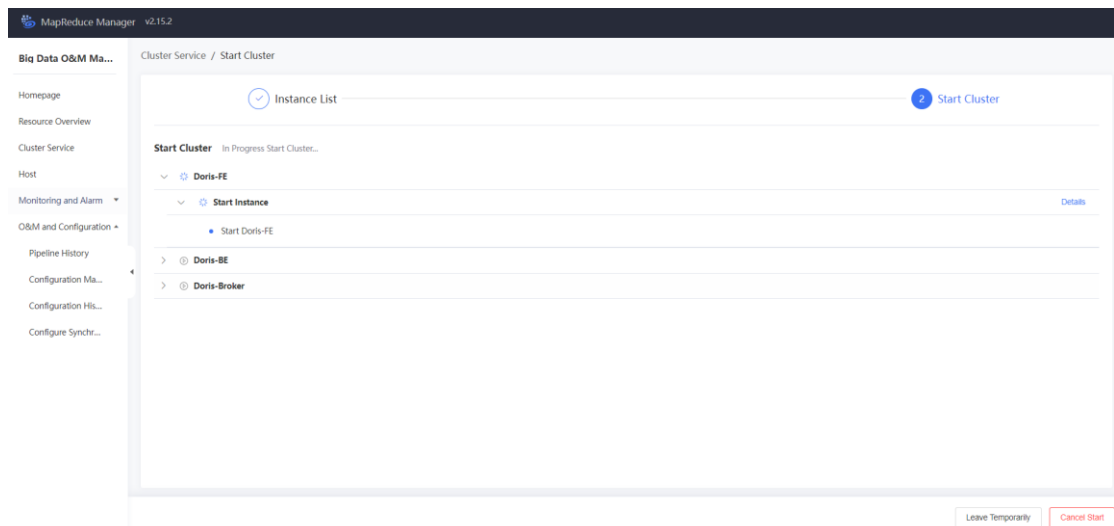 MapReduce Manager v2.15.2
Big Data O&M Ma...
Cluster Service / Start Cluster
Homepage
Resource Overview
Cluster Service
Host
Monitoring and Alarm
O&M and Configuration
Pipeline History
Configuration Ma...
Configuration His...
Configure Synchr...
Instance List
2 Start Cluster
Start Cluster In Progress Start Cluster...
Doris-FE
Start Instance Details
Start Doris-FE
Doris-BE
Doris-Broker
Leave Temporarily Cancel Start